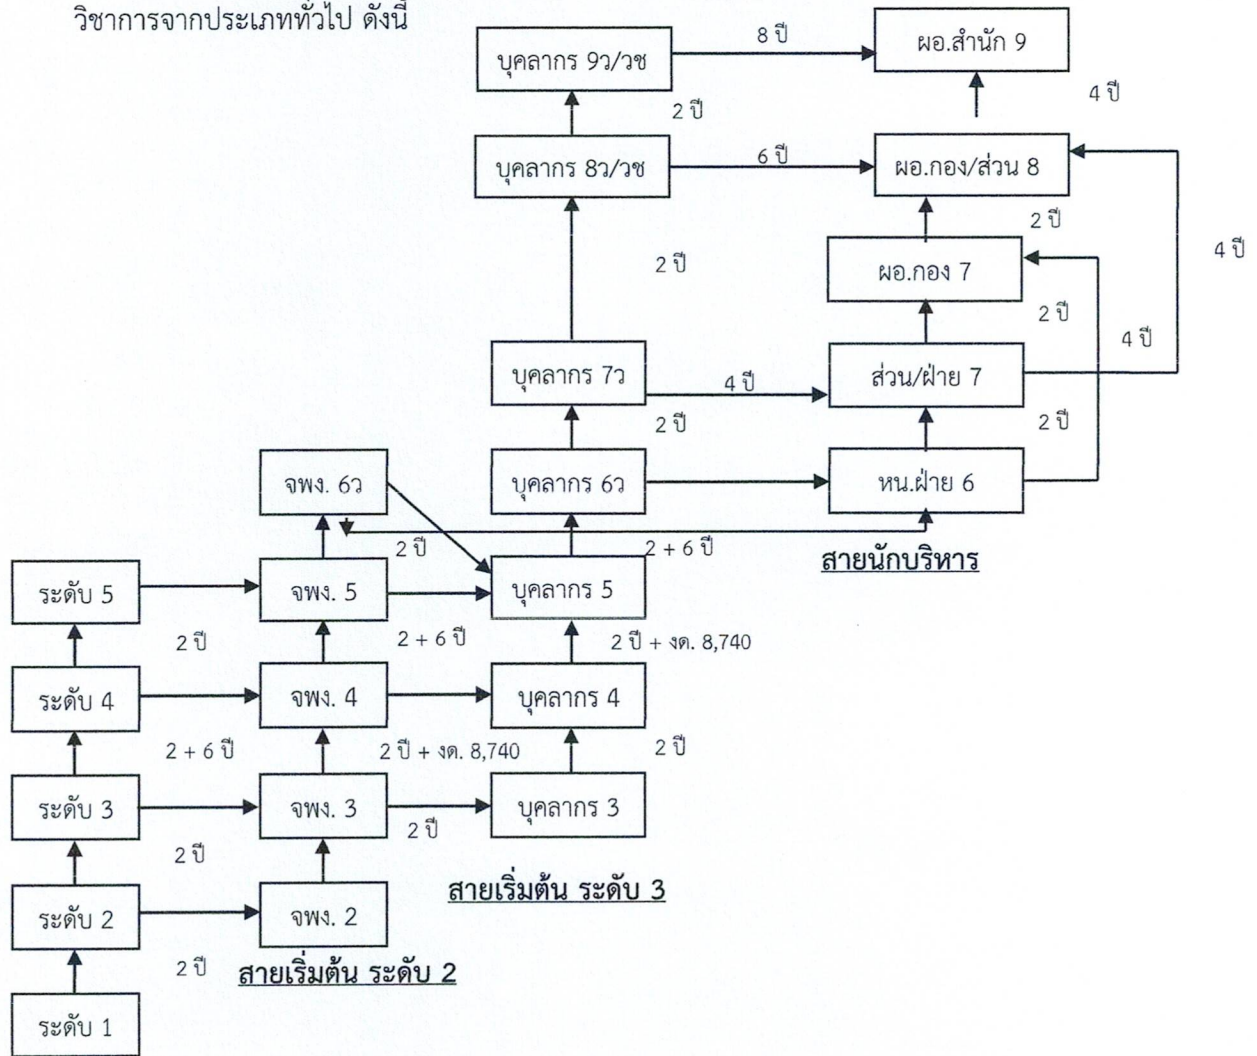 วิชาการจากประเภททั่วไป ดังนี้
8 ปี
ผอ.สำนัก 9
บุคลากร 9ว/วช
4 ปี
2 ปี
บุคลากร 8ว/วช
6 ปี
ผอ.กอง/ส่วน 8
2 ปี
4 ปี
2 ปี
ผอ.กอง 7
2 ปี
4 ปี
บุคลากร 7ว
4 ปี
ส่วน/ฝ่าย 7
2 ปี
2 ปี
จพง. 6ว
บุคลากร 6ว
หน.ฝ่าย 6
2 ปี
2 + 6 ปี
สายนักบริหาร
ระดับ 5
จพง. 5
บุคลากร 5
2 ปี
2 + 6 ปี
2 ปี + งด. 8,740
ระดับ 4
จพง. 4
บุคลากร 4
2 + 6 ปี
2 ปี + งด. 8,740
2 ปี
ระดับ 3
จพง. 3
บุคลากร 3
2 ปี
2 ปี
สายเริ่มต้น ระดับ 3
ระดับ 2
จพง. 2
2 ปี
สายเริ่มต้น ระดับ 2
ระดับ 1